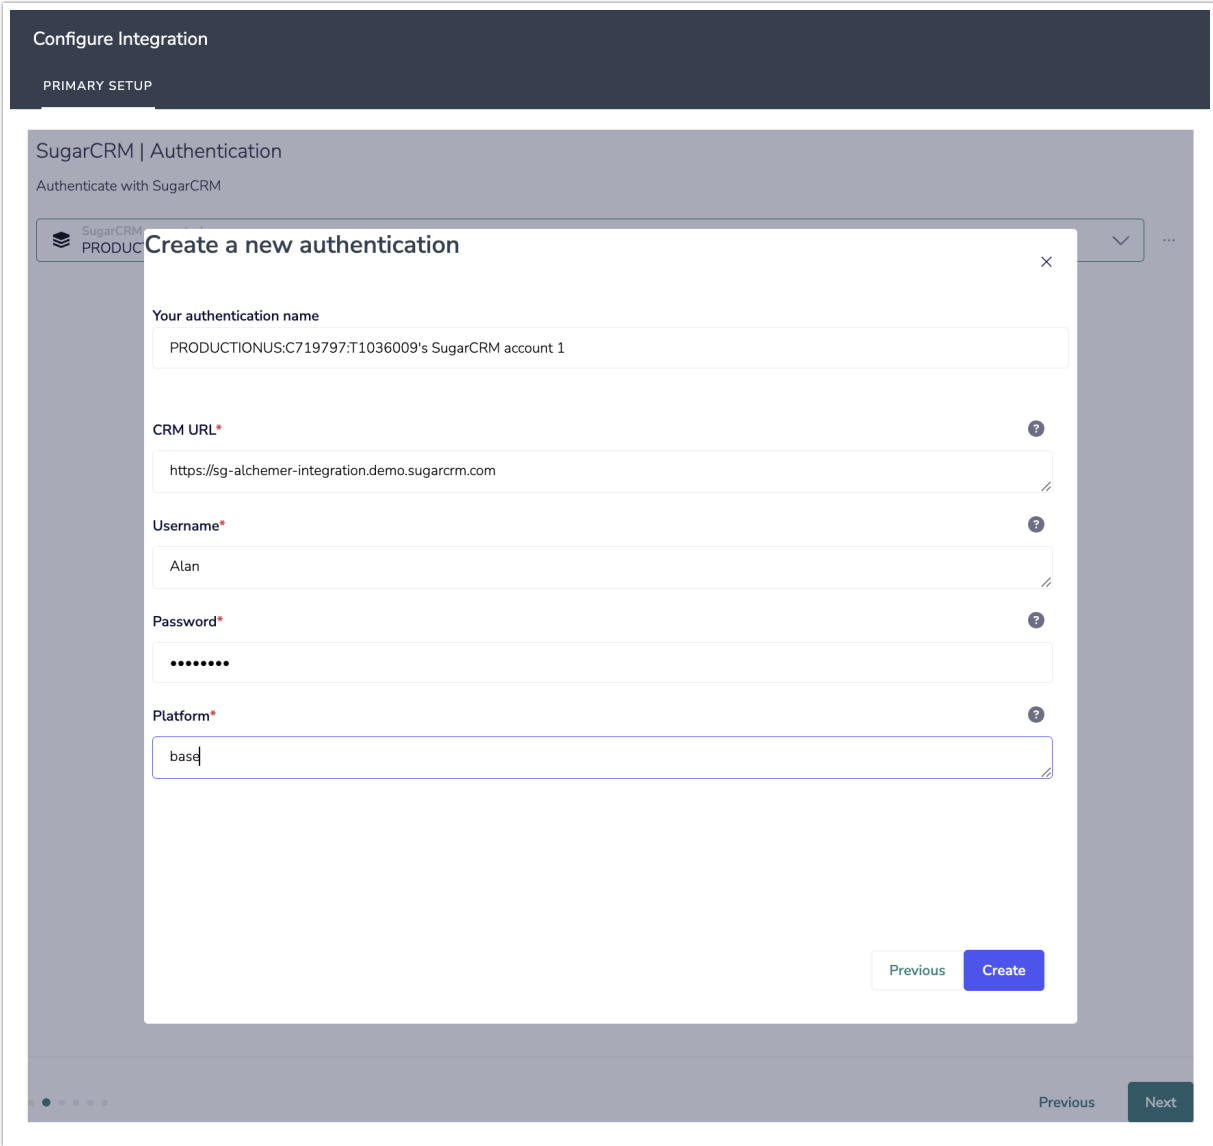 Configure Integration
PRIMARY SETUP
SugarCRM | Authentication
Authenticate with SugarCRM
SugarCRM
PRODUC
...
Create a new authentication
Your authentication name
PRODUCTIONUS:C719797:T1036009's SugarCRM account 1
CRM URL*
?
https://sg-alchemer-integration.demo.sugarcrm.com
Username*
?
Alan
Password*
?
••••••••
Platform*
?
base
Previous
Create
Previous
Next